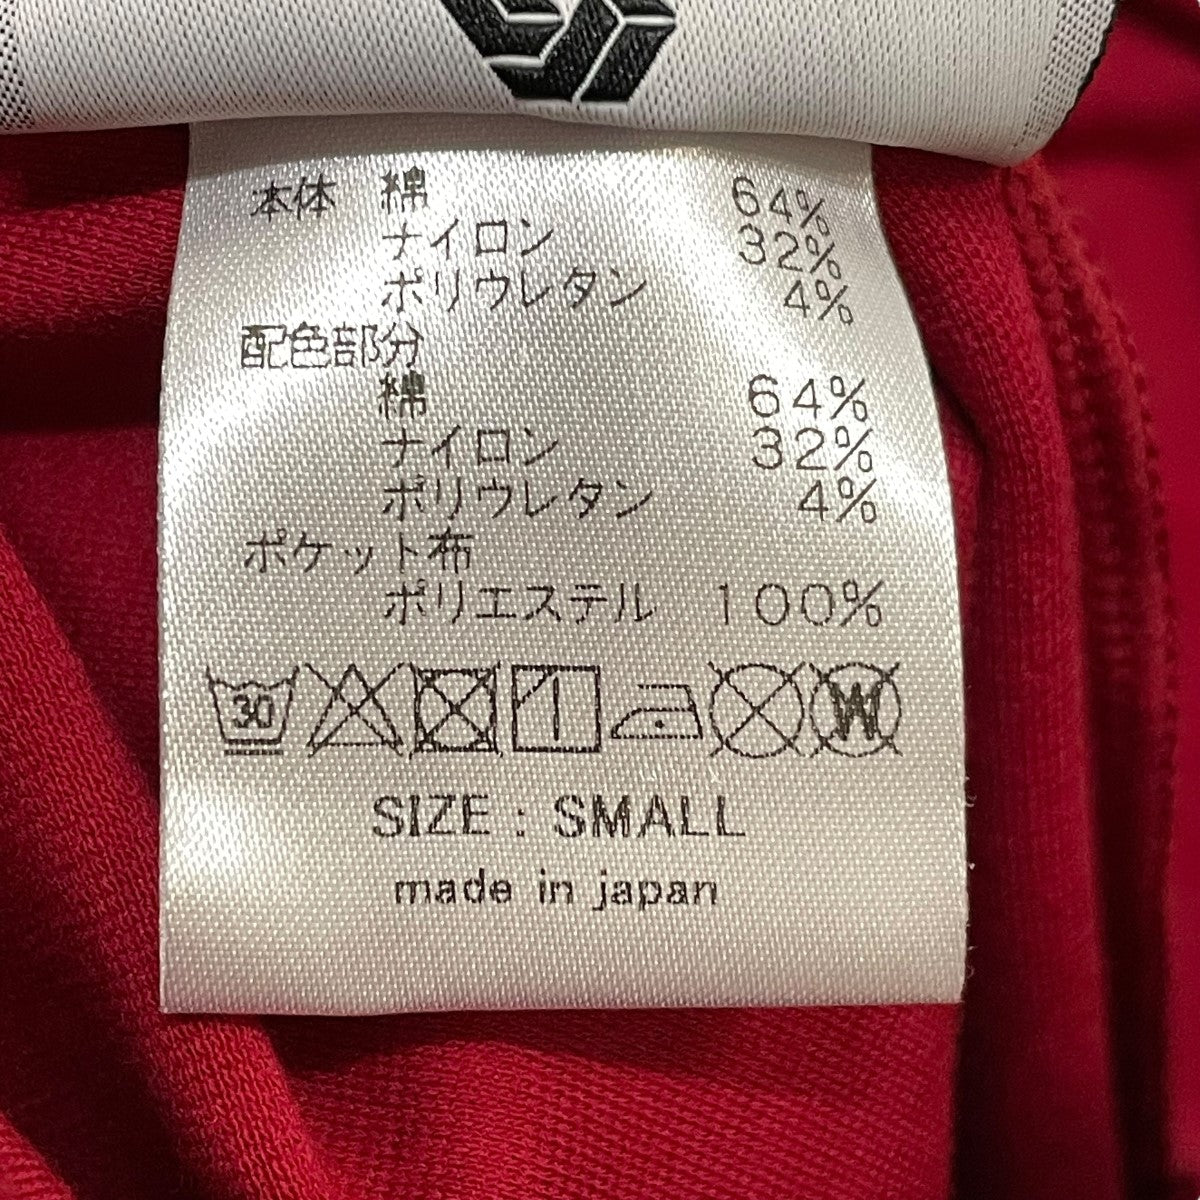 本体 綿 64%
ナイロン 32%
ポリウレタン 4%
配色部分
綿 64%
ナイロン 32%
ポリウレタン 4%
ポケット布
ポリエステル 100%
30 W
SIZE : SMALL
made in japan